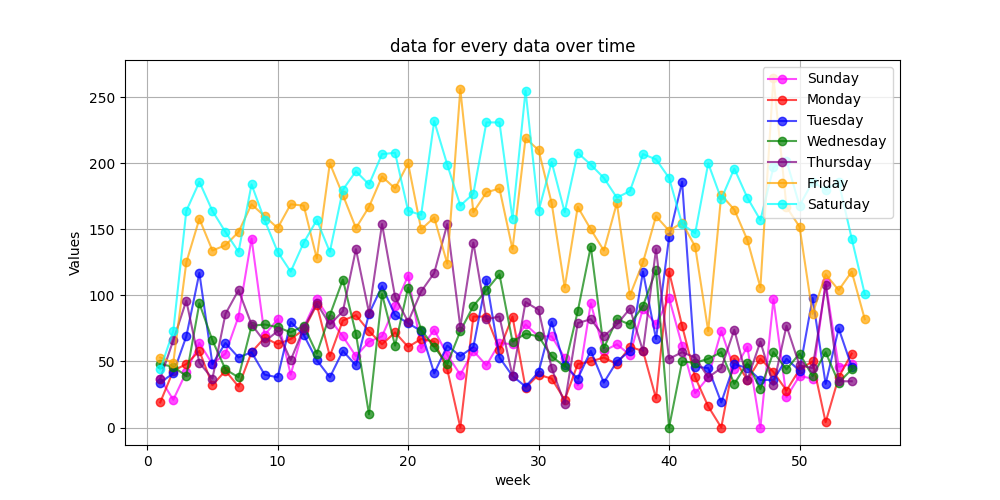 data for every data over time
Values
250
200
150
100
50
0
0 10 20 30 40 50
week
Sunday
Monday
Tuesday
Wednesday
Thursday
Friday
Saturday